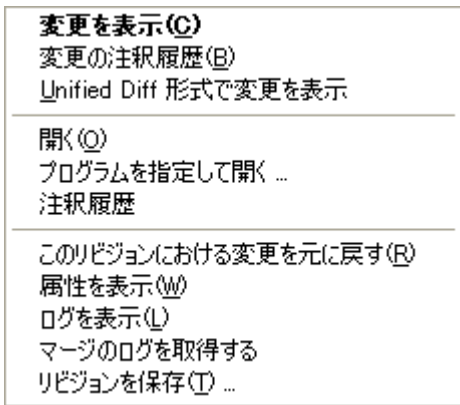 変更を表示(C)
変更の注釈履歴(B)
Unified Diff 形式で変更を表示
開く(O)
プログラムを指定して開く ...
注釈履歴
このリビジョンにおける変更を元に戻す(R)
属性を表示(W)
ログを表示(L)
マージのログを取得する
リビジョンを保存(T) ...